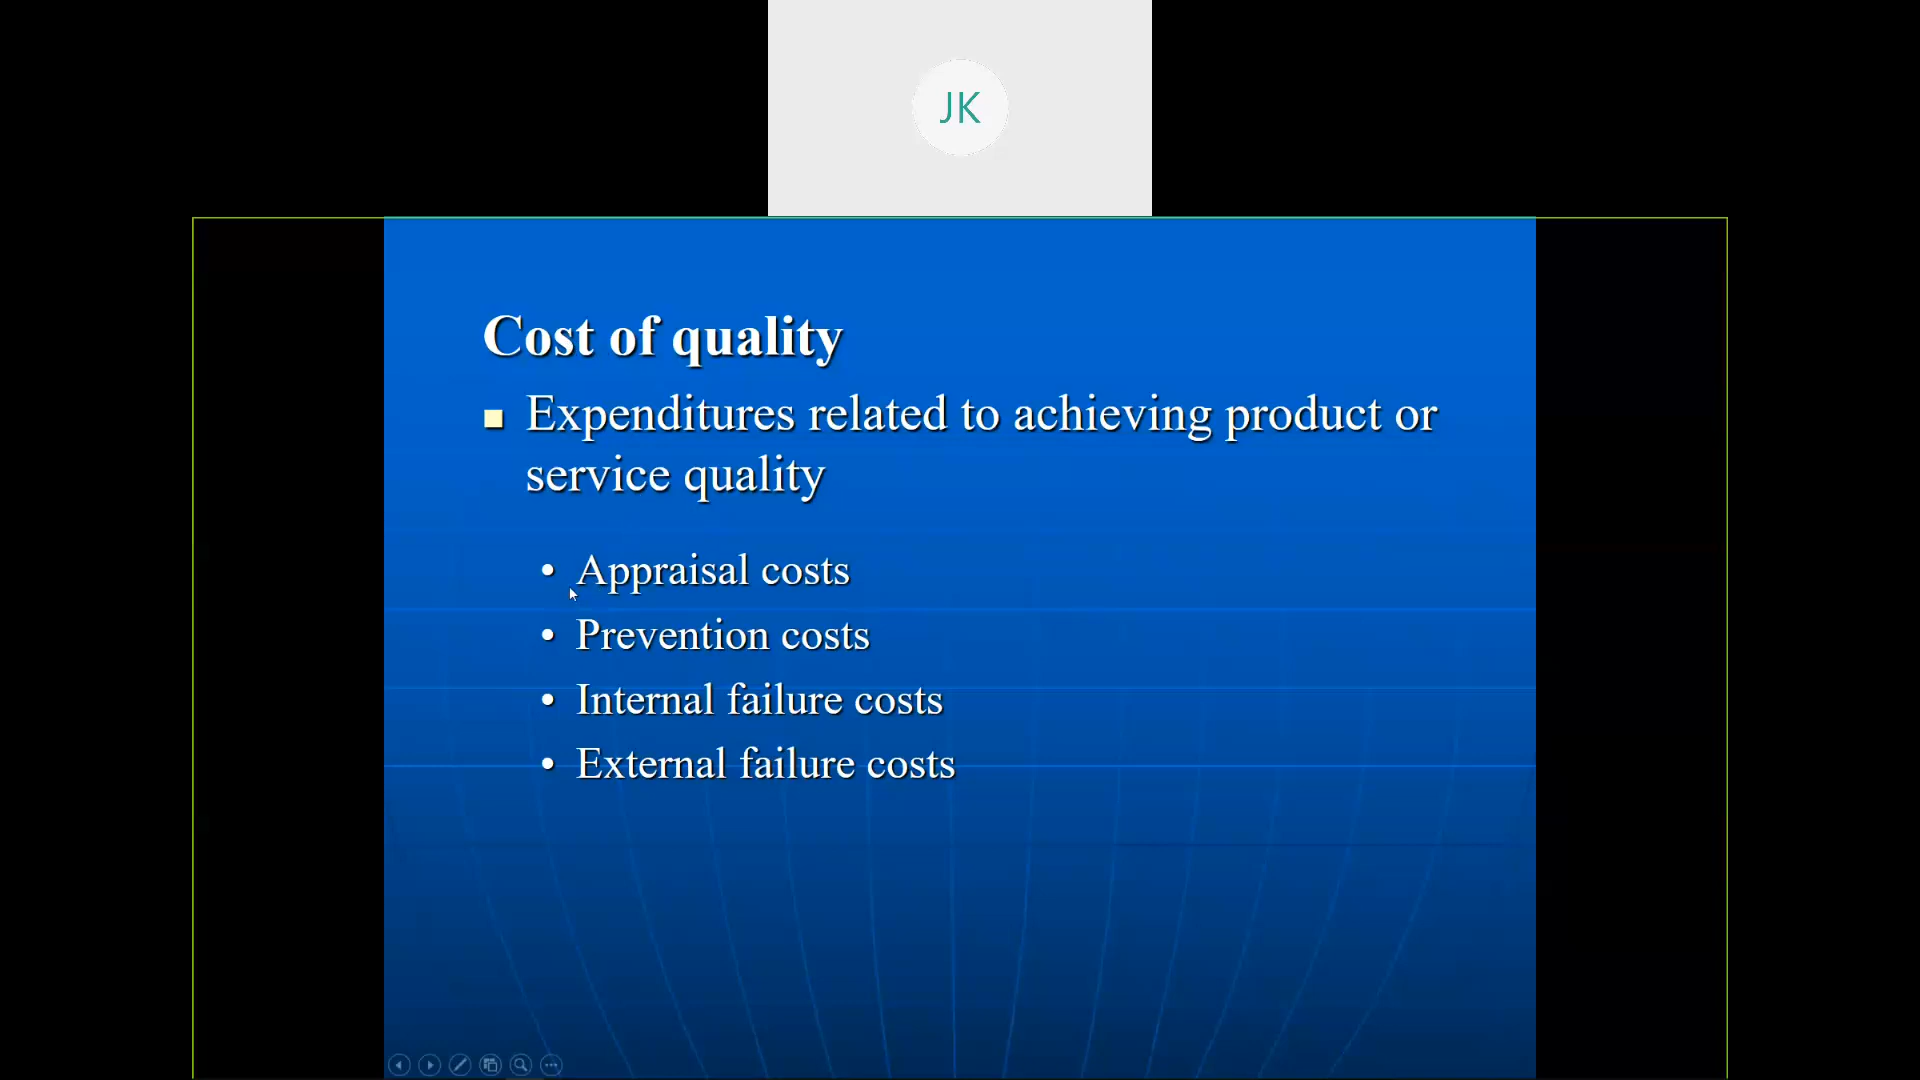 JK
Cost of quality
Expenditures related to achieving product or
service quality
• Appraisal costs
• Prevention costs
• Internal failure costs
• External failure costs